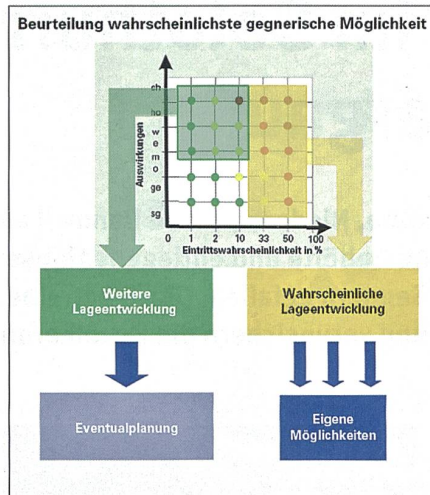 Beurteilung wahrscheinlichste gegnerische Möglichkeit
Auswirkungen
ch
ho
w
e
m
o
ge
sg
0 1 2 10 33 50 100
Eintrittswahrscheinlichkeit in %
Weitere
Lageentwicklung
Wahrscheinliche
Lageentwicklung
Eventualplanung
Eigene
Möglichkeiten